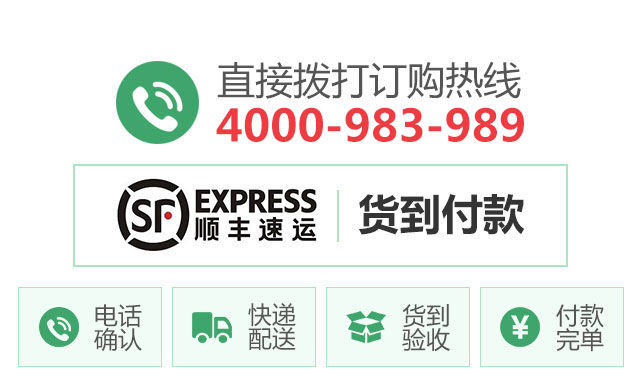 直接拨打订购热线
4000-983-989
SF EXPRESS
顺丰速运
货到付款
电话
确认
快递
配送
货到
验收
¥
付款
完单